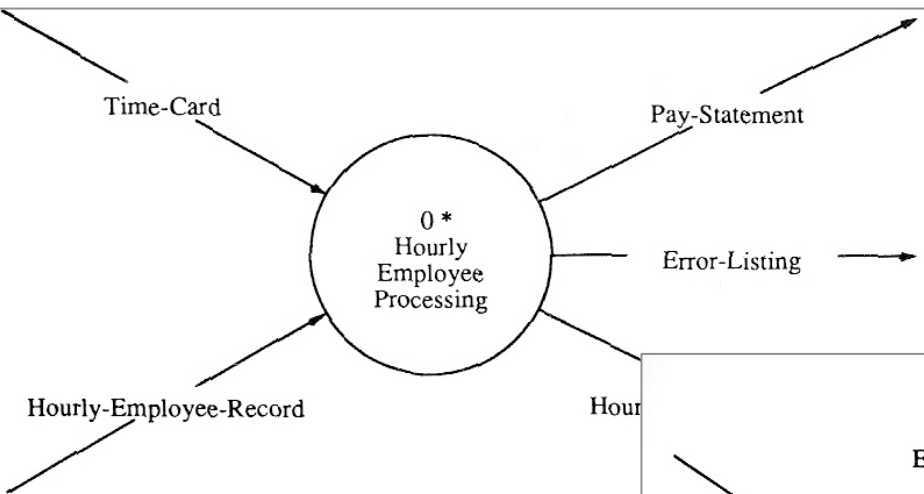 Time-Card
Pay-Statement
0 *
Hourly
Employee
Processing
Error-Listing
Hourly-Employee-Record